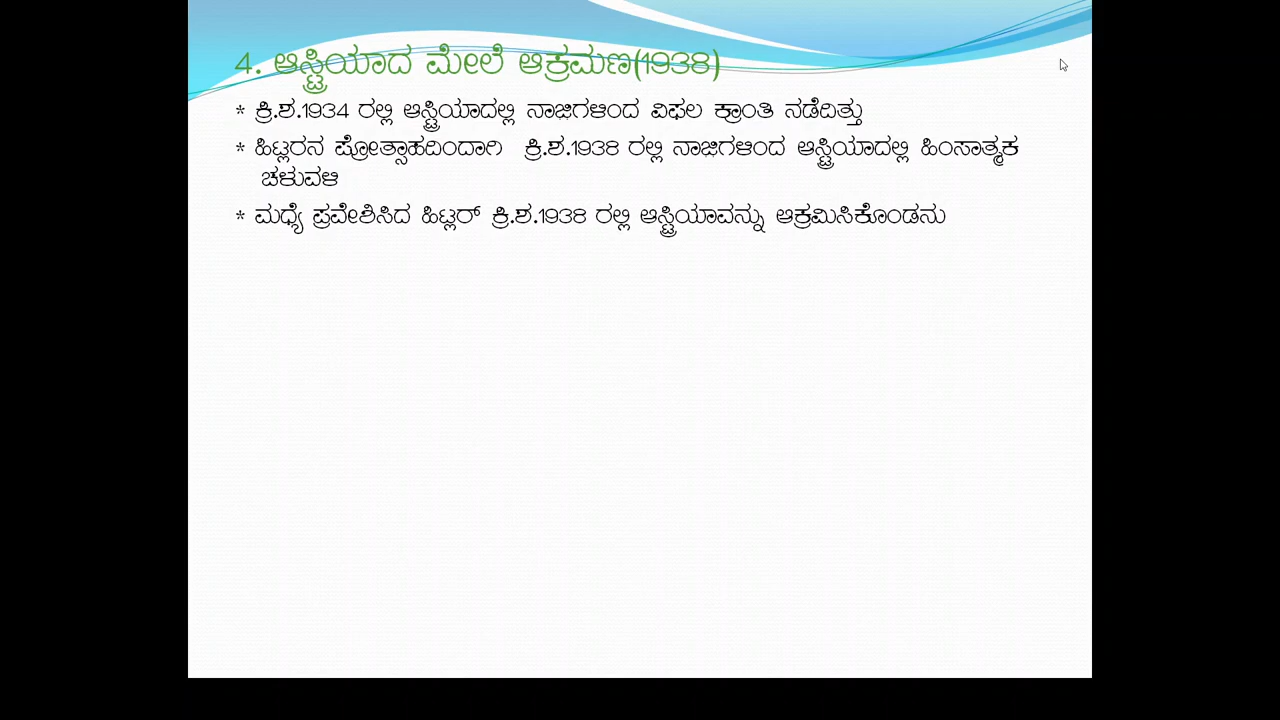 4. ಆಸ್ಟ್ರಿಯಾದ ಮೇಲೆ ಆಕ್ರಮಣ(1938)
* ಕ್ರಿ.ಶ.1934 ರಲ್ಲಿ ಆಸ್ಟ್ರಿಯಾದಲ್ಲಿ ನಾಜಿಗಳಿಂದ ವಿಫಲ ಕ್ರಾಂತಿ ನಡೆದಿತ್ತು
* ಹಿಟ್ಲರನ ಪ್ರೋತ್ಸಾಹದಿಂದಾಗಿ ಕ್ರಿ.ಶ.1938 ರಲ್ಲಿ ನಾಜಿಗಳಿಂದ ಆಸ್ಟ್ರಿಯಾದಲ್ಲಿ ಹಿಂಸಾತ್ಮಕ
ಚಳುವಳಿ
* ಮಧ್ಯೆ ಪ್ರವೇಶಿಸಿದ ಹಿಟ್ಲರ್ ಕ್ರಿ.ಶ.1938 ರಲ್ಲಿ ಆಸ್ಟ್ರಿಯಾವನ್ನು ಆಕ್ರಮಿಸಿಕೊಂಡನು